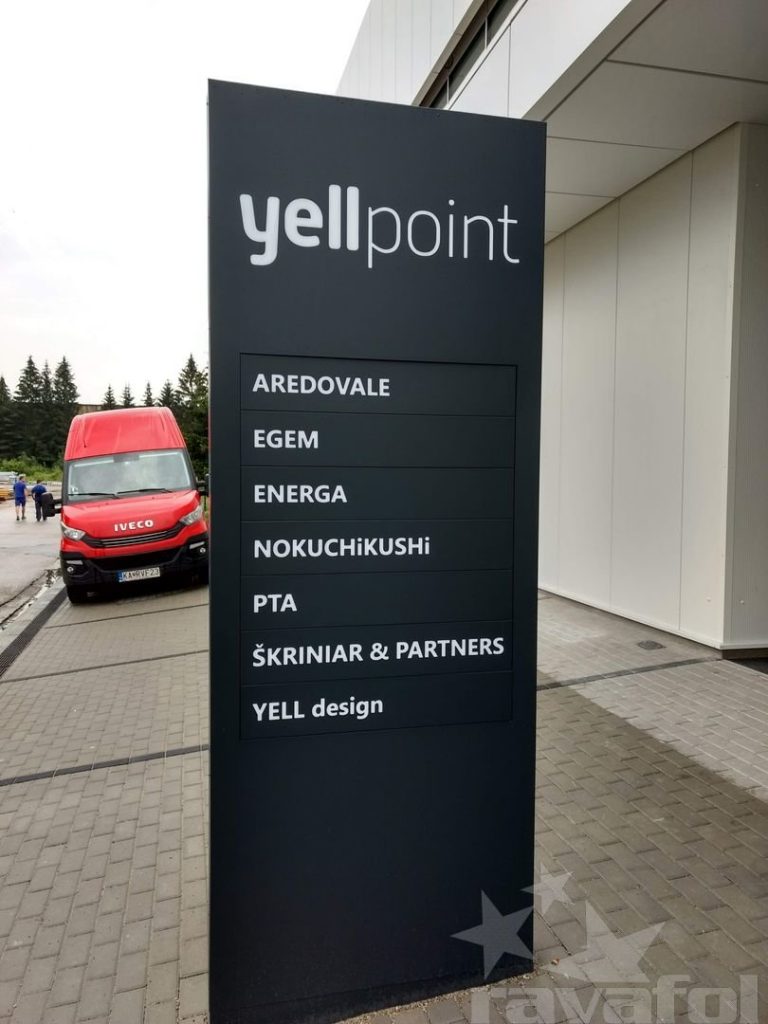 yellpoint
AREDOVALE
EGEM
ENERGA
NOKUCHiKUSHi
PTA
ŠKRINIAR & PARTNERS
YELL design
IVECO
ravafol